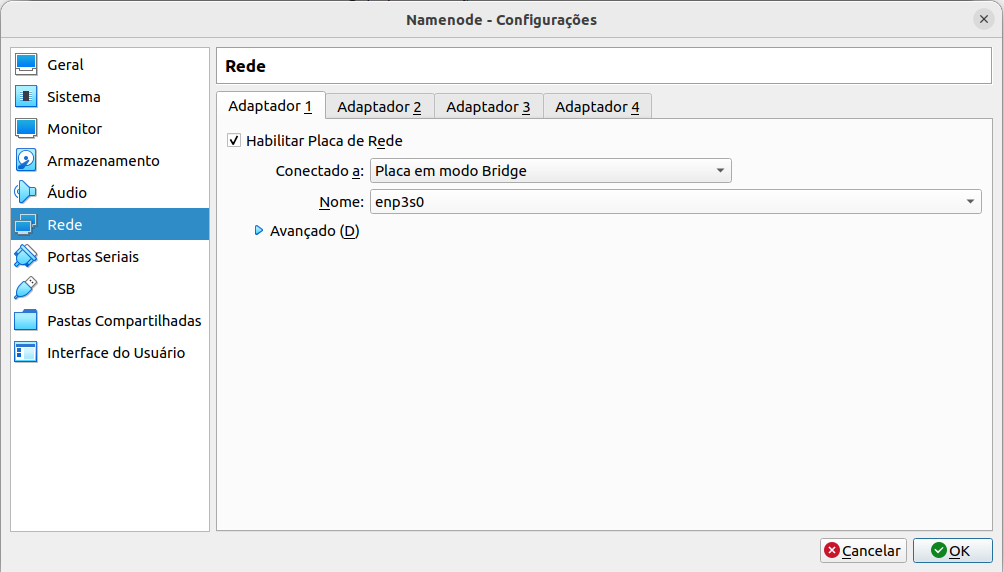 Namenode - Configurações
Geral
Sistema
Monitor
Armazenamento
Áudio
Rede
Portas Seriais
USB
Pastas Compartilhadas
Interface do Usuário
Rede
Adaptador 1 Adaptador 2 Adaptador 3 Adaptador 4
Habilitar Placa de Rede
Conectado a: Placa em modo Bridge
Nome: enp3s0
Avançado (D)
Cancelar OK